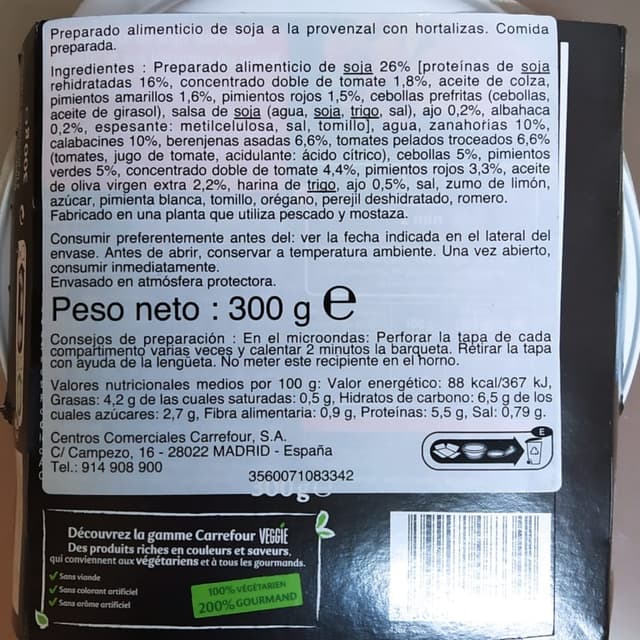 Preparado alimenticio de soja a la provenzal con hortalizas. Comida
preparada.
Ingredientes : Preparado alimenticio de soja 26% [proteínas de soja
rehidratadas 16%, concentrado doble de tomate 1,8%, aceite de colza,
pimientos amarillos 1,6%, pimientos rojos 1,5%, cebollas prefritas (cebollas,
aceite de girasol), salsa de soja (agua, soja, trigo, sal), ajo 0,2%, albahaca
0,2%, espesante: metilcelulosa, sal, tomillo], agua, zanahorias 10%,
calabacines 10%, berenjenas asadas 6,6%, tomates pelados troceados 6,6%
(tomates, jugo de tomate, acidulante: ácido cítrico), cebollas 5%, pimientos
verdes 5%, concentrado doble de tomate 4,4%, pimientos rojos 3,3%, aceite
de oliva virgen extra 2,2%, harina de trigo, ajo 0,5%, sal, zumo de limón,
azúcar, pimienta blanca, tomillo, orégano, perejil deshidratado, romero.
Fabricado en una planta que utiliza pescado y mostaza.
Consumir preferentemente antes del: ver la fecha indicada en el lateral del
envase. Antes de abrir, conservar a temperatura ambiente. Una vez abierto,
consumir inmediatamente.
Envasado en atmósfera protectora.
Peso neto : 300 g e
Consejos de preparación : En el microondas: Perforar la tapa de cada
compartimento varias veces y calentar 2 minutos la barqueta. Retirar la tapa
con ayuda de la lengüeta. No meter este recipiente en el horno.
Valores nutricionales medios por 100 g: Valor energético: 88 kcal/367 kJ,
Grasas: 4,2 g de las cuales saturadas: 0,5 g, Hidratos de carbono: 6,5 g de los
cuales azúcares: 2,7 g, Fibra alimentaria: 0,9 g, Proteínas: 5,5 g, Sal: 0,79 g.
Centros Comerciales Carrefour, S.A.
C/ Campezo, 16 - 28022 MADRID - España
Tel.: 914 908 900
E
3560071083342
300 g e
Découvrez la gamme Carrefour VEGGIE
Des produits riches en couleurs et saveurs,
qui conviennent aux végétariens et à tous les gourmands.
Sans viande
Sans colorant artificiel
Sans arôme artificiel
100% VÉGÉTARIEN
200% GOURMAND